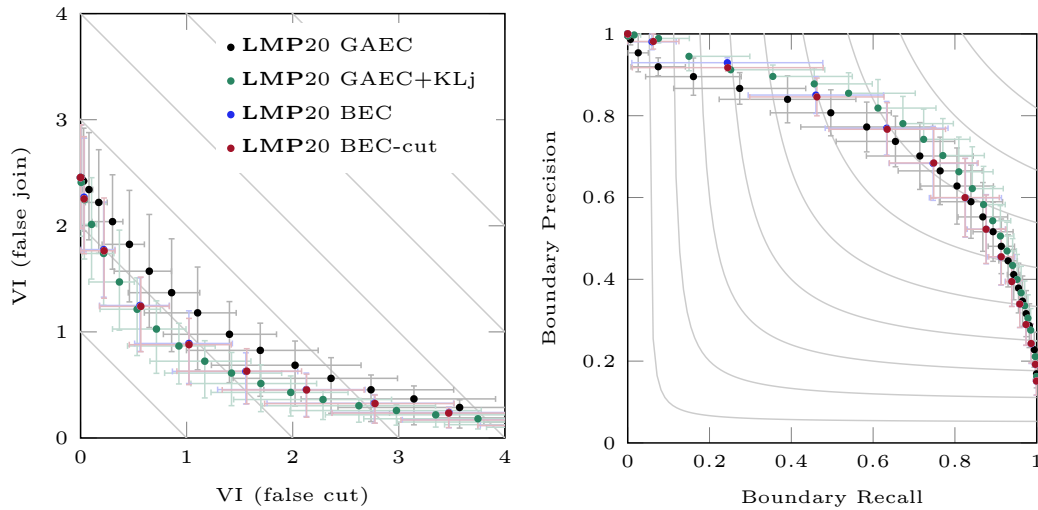 4
3
2
1
0
0
1
2
3
4
VI (false join)
VI (false cut)
LMP20 GAEC
LMP20 GAEC+KLj
LMP20 BEC
LMP20 BEC-cut
1
0.8
0.6
0.4
0.2
0
0
0.2
0.4
0.6
0.8
1
Boundary Precision
Boundary Recall